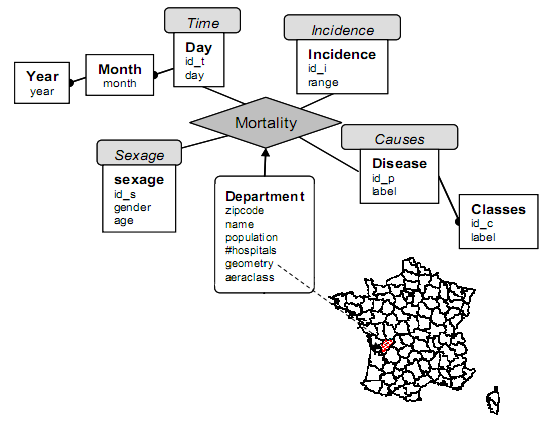 Time
Day
id_t
day
Month
month
Year
year
Incidence
Incidence
id_i
range
Mortality
Sexage
sexage
id_s
gender
age
Causes
Disease
id_p
label
Classes
id_c
label
Department
zipcode
name
population
#hospitals
geometry
aeraclass